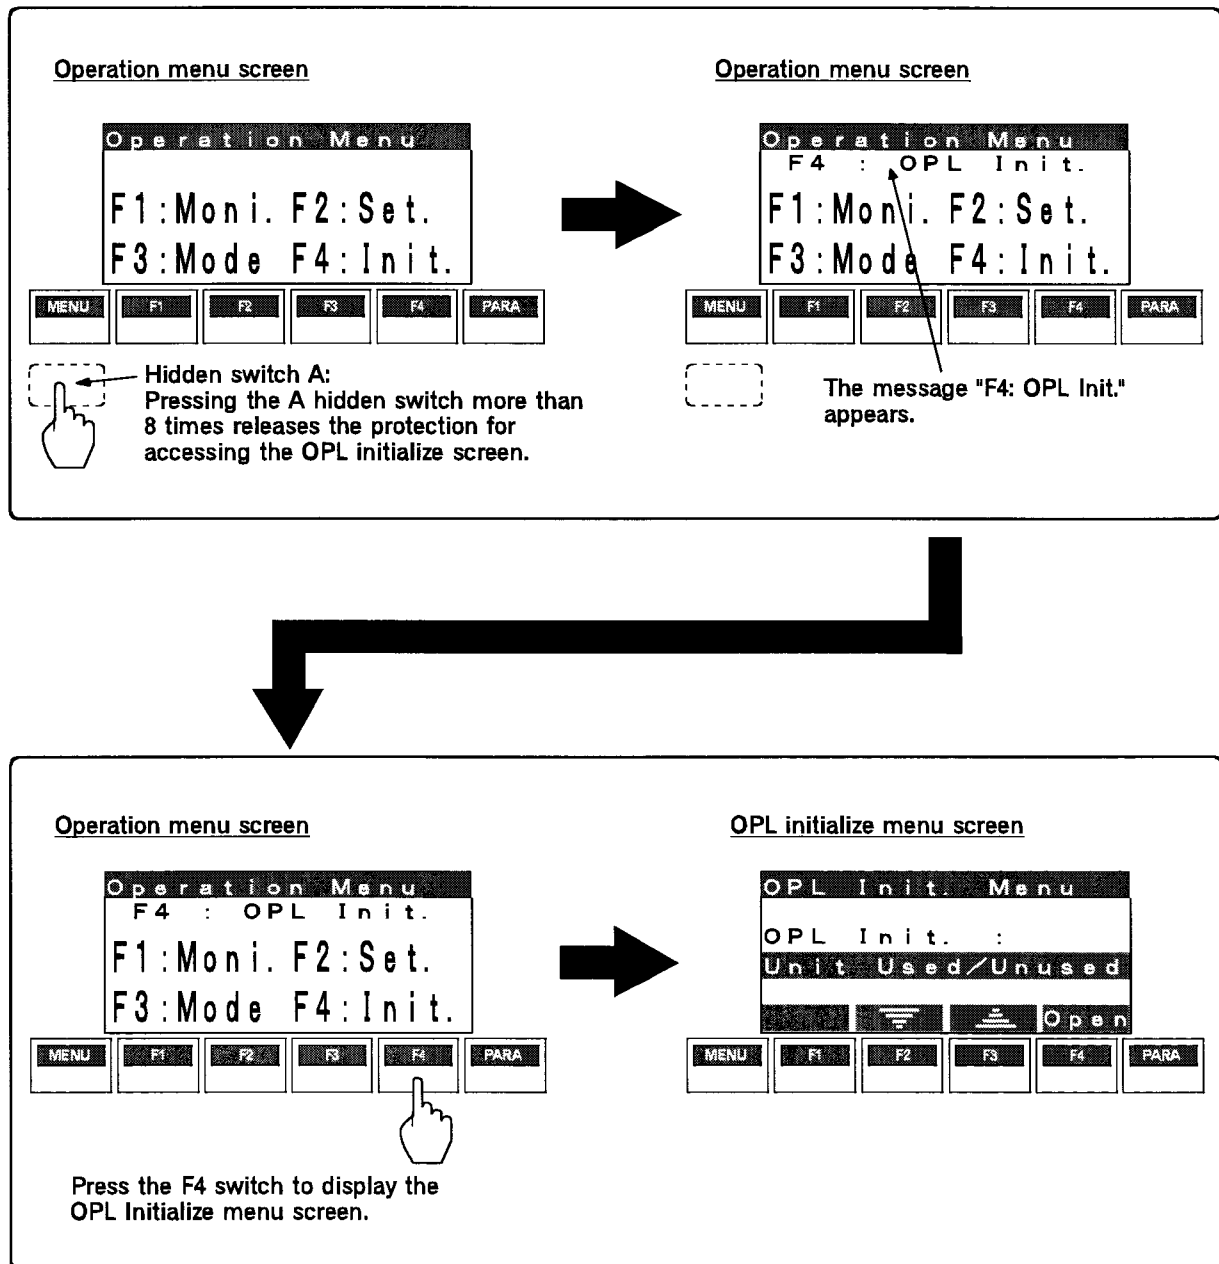 Operation menu screen
Operation Menu
F1:Moni. F2:Set.
F3:Mode F4:Init.
MENU F1 F2 F3 F4 PARA
Hidden switch A:
Pressing the A hidden switch more than
8 times releases the protection for
accessing the OPL initialize screen.
Operation menu screen
Operation Menu
F4 : OPL Init.
F1:Moni. F2:Set.
F3:Mode F4:Init.
MENU F1 F2 F3 F4 PARA
The message "F4: OPL Init."
appears.
Operation menu screen
Operation Menu
F4 : OPL Init.
F1:Moni. F2:Set.
F3:Mode F4:Init.
MENU F1 F2 F3 F4 PARA
Press the F4 switch to display the
OPL Initialize menu screen.
OPL initialize menu screen
OPL Init. Menu
OPL Init. :
Unit Used/Unused
Open
MENU F1 F2 F3 F4 PARA